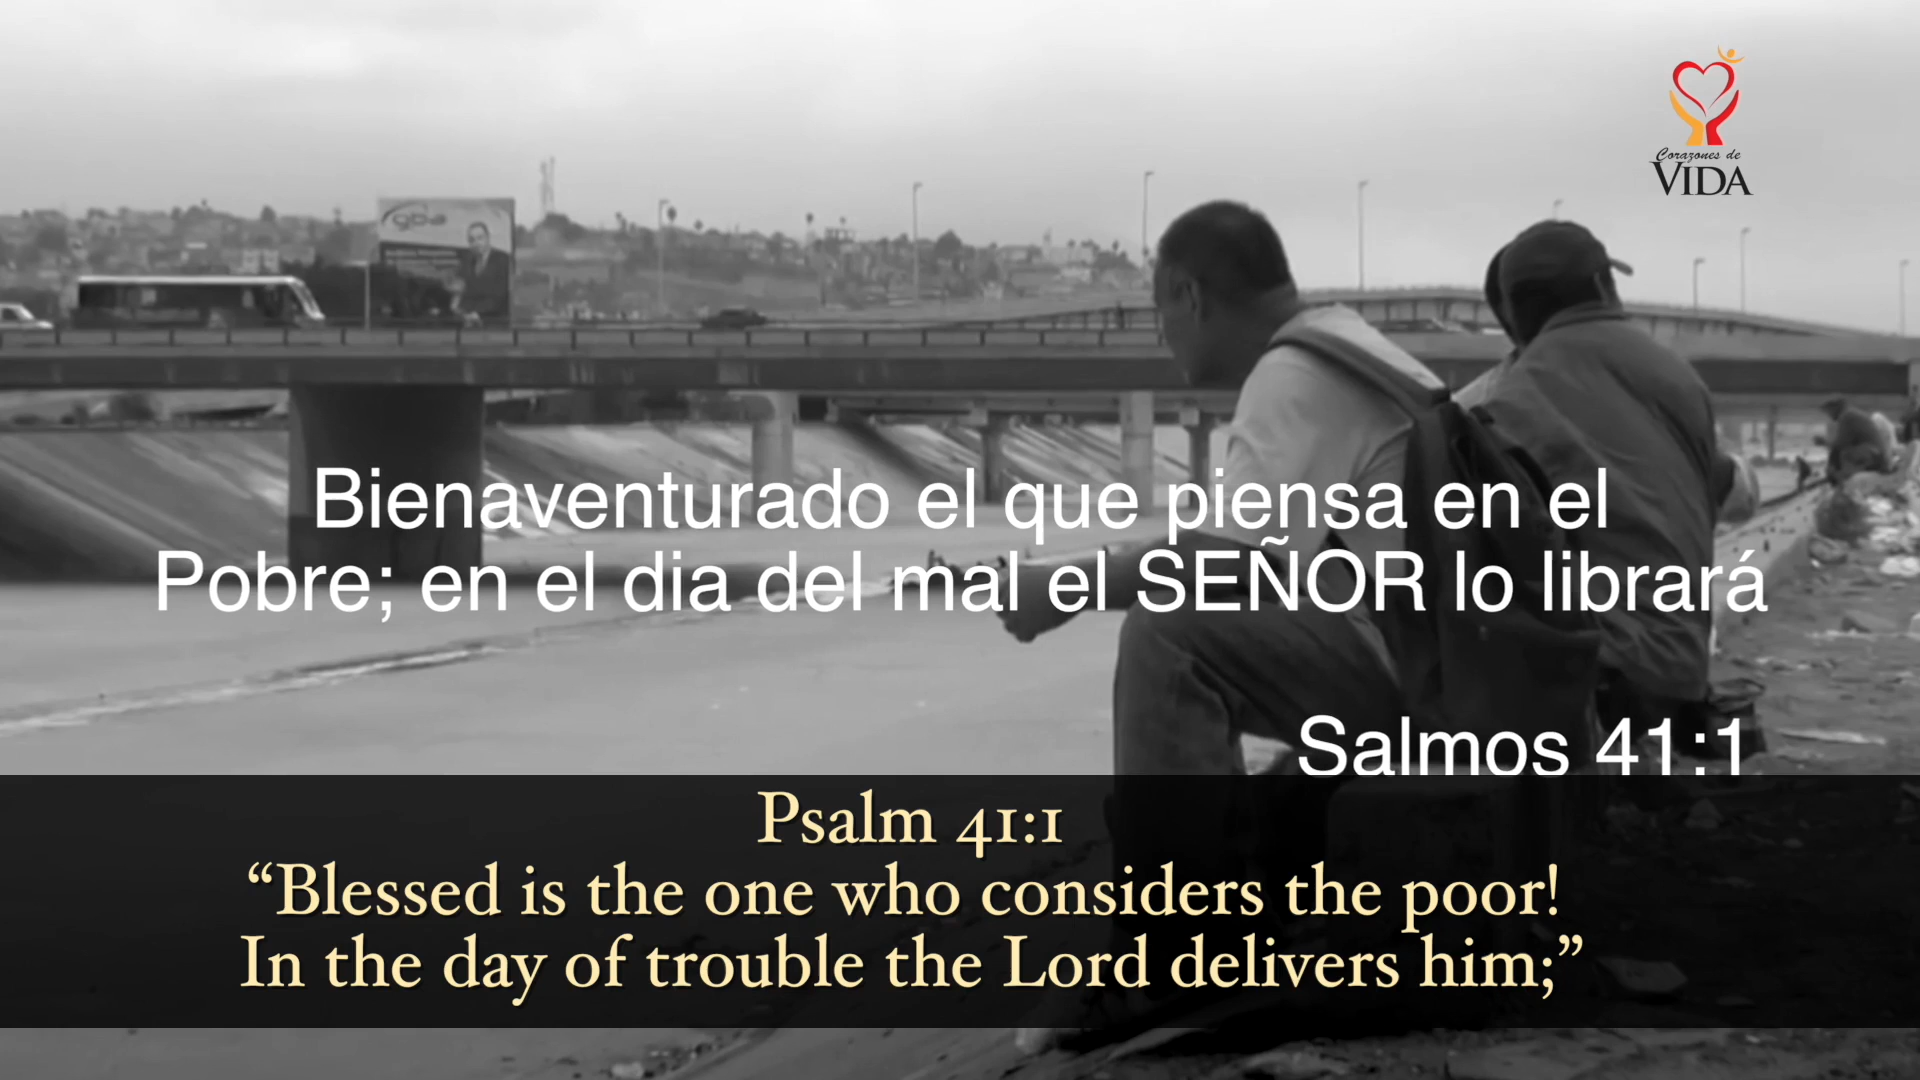 Corazones de
VIDA
gba
Bienaventurado el que piensa en el
Pobre; en el dia del mal el SEÑOR lo librará
Salmos 41:1
Psalm 41:1
“Blessed is the one who considers the poor!
In the day of trouble the Lord delivers him;”